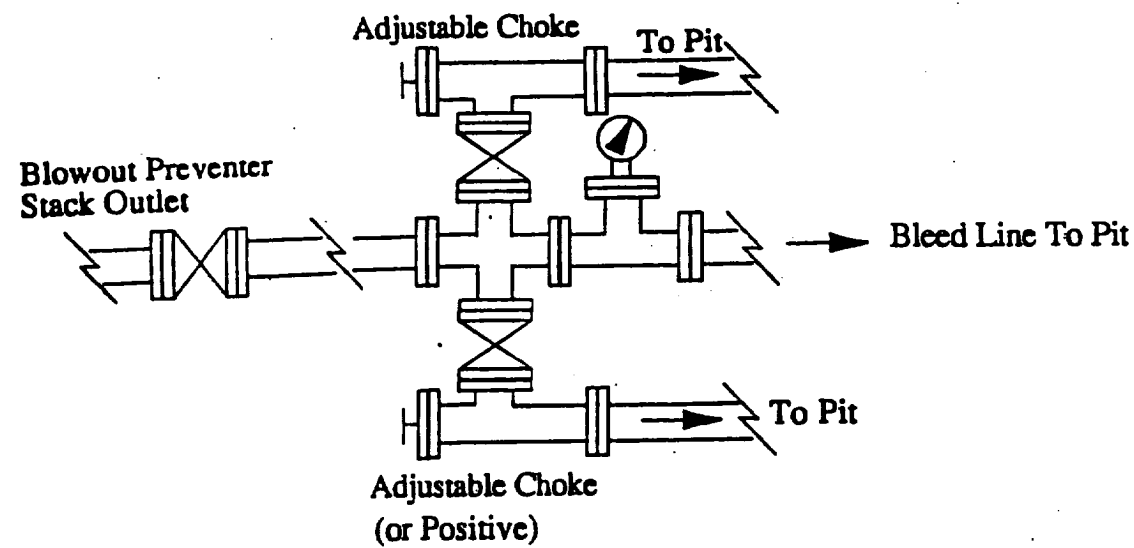 Adjustable Choke
To Pit
Blowout Preventer
Stack Outlet
Bleed Line To Pit
To Pit
Adjustable Choke
(or Positive)